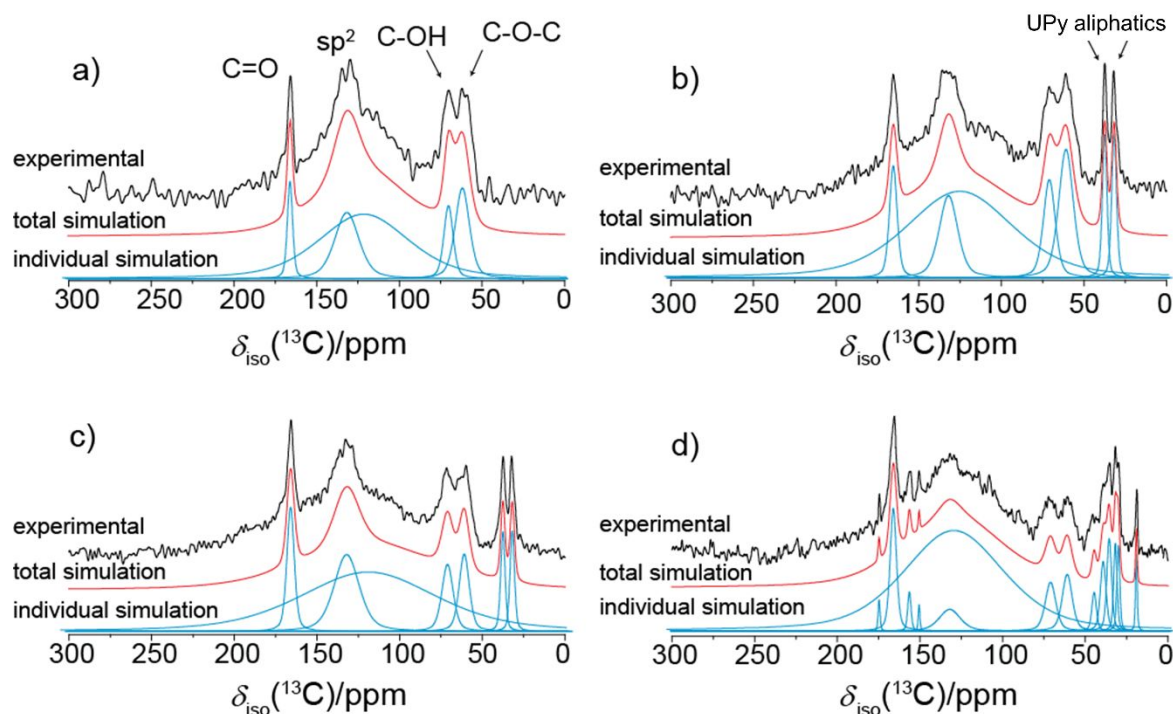 a)
C=O
sp²
C-OH
C-O-C
experimental
total simulation
individual simulation
300 250 200 150 100 50 0
δiso(¹³C)/ppm
b)
UPy aliphatics
experimental
total simulation
individual simulation
300 250 200 150 100 50 0
δiso(¹³C)/ppm
c)
experimental
total simulation
individual simulation
300 250 200 150 100 50 0
δiso(¹³C)/ppm
d)
experimental
total simulation
individual simulation
300 250 200 150 100 50 0
δiso(¹³C)/ppm